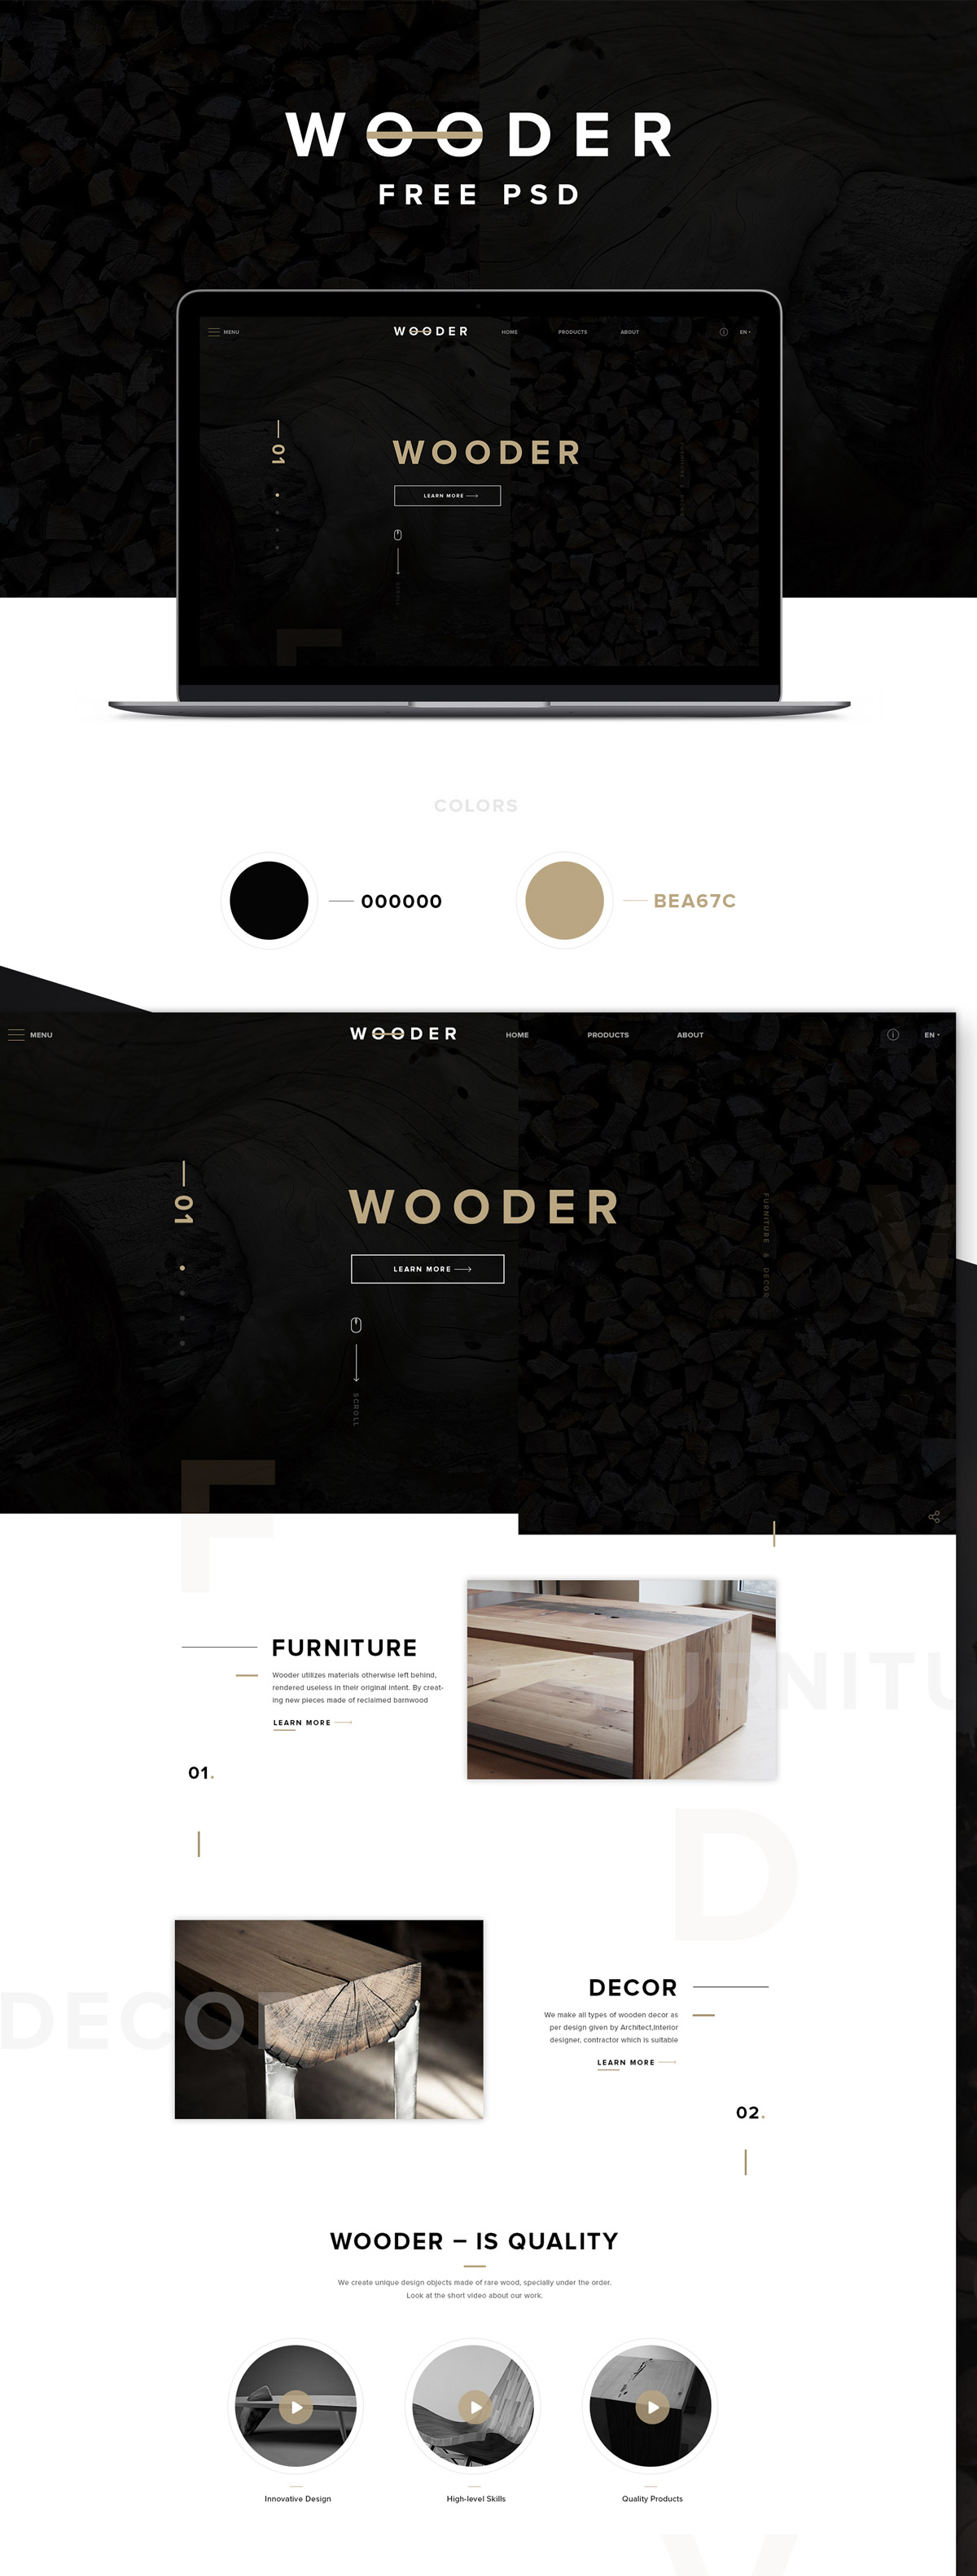 WOODER
FREE PSD
MENU
WOODER
HOME
PRODUCTS
ABOUT
EN
01
WOODER
LEARN MORE
SCROLL
F
COLORS
000000
BEA67C
MENU
WOODER
HOME
PRODUCTS
ABOUT
EN
01
WOODER
LEARN MORE
FURNITURE & DECOR
W
SCROLL
F
FURNITURE
Wooder utilizes materials otherwise left behind,
rendered useless in their original intent. By creat-
ing new pieces made of reclaimed barnwood
LEARN MORE
FURNITU
01.
D
DECOR
DECOR
We make all types of wooden decor as
per design given by Architect,Interior
designer, contractor which is suitable
LEARN MORE
02.
WOODER – IS QUALITY
We create unique design objects made of rare wood, specially under the order.
Look at the short video about our work.
Innovative Design
High-level Skills
Quality Products